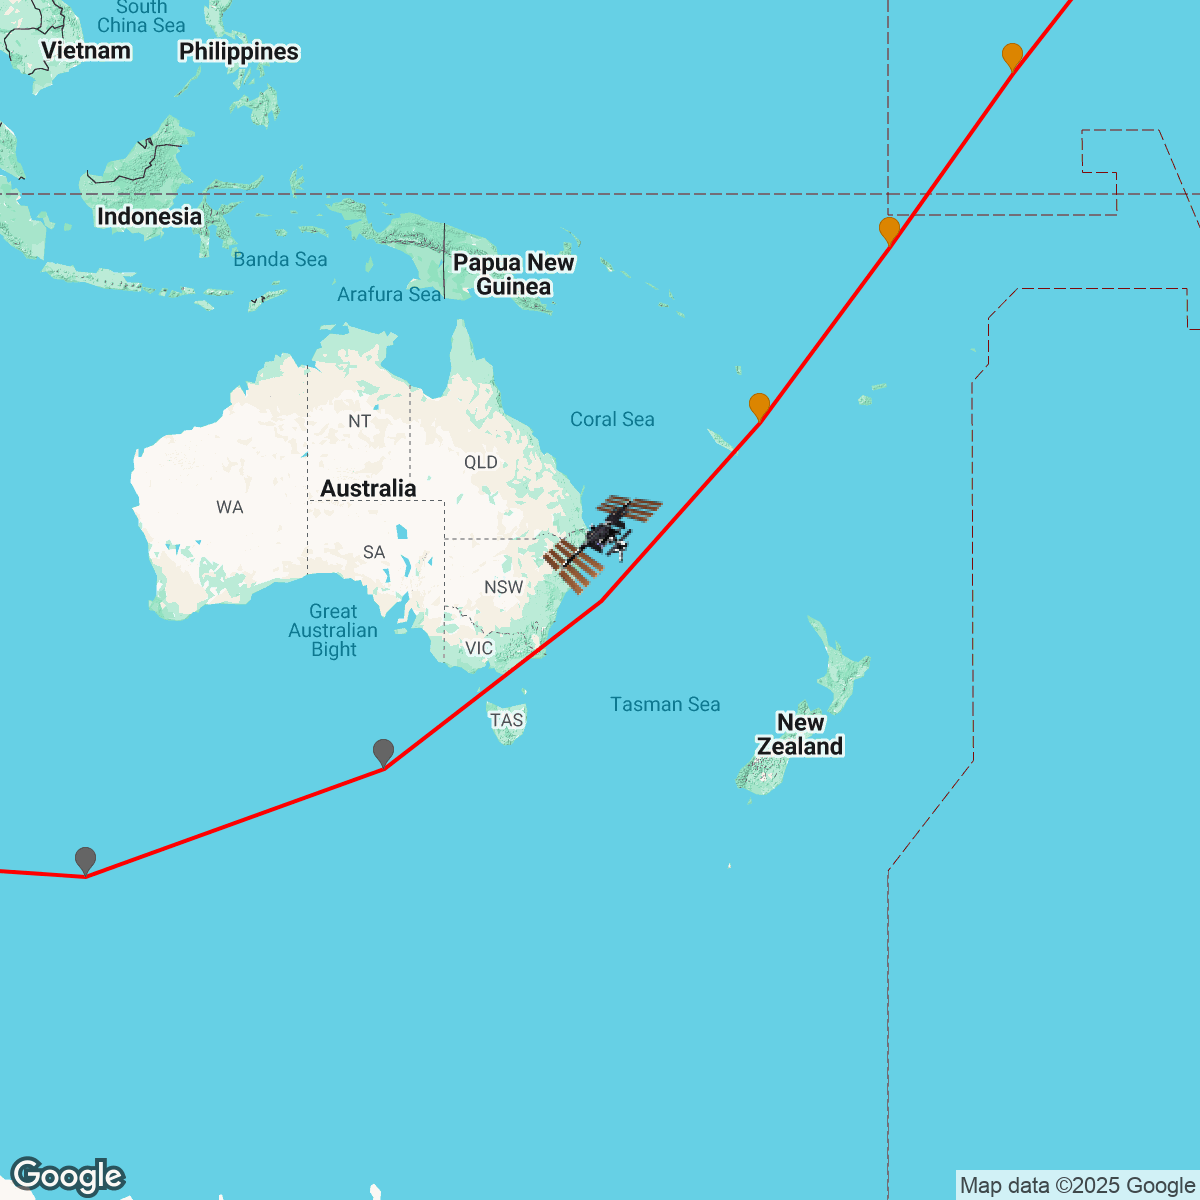 South
China Sea
Vietnam
Philippines
Indonesia
Banda Sea
Papua New
Guinea
Arafura Sea
Coral Sea
NT
QLD
Australia
WA
SA
NSW
Great
Australian
Bight
VIC
TAS
Tasman Sea
New
Zealand
Google
Map data ©2025 Google